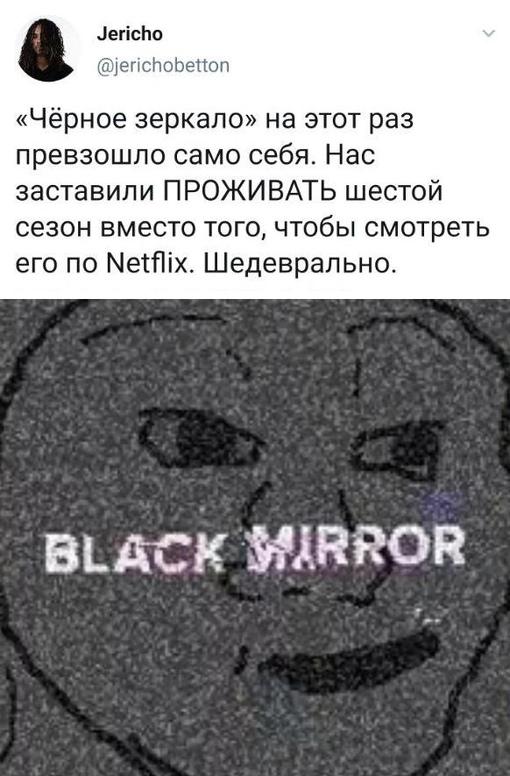 Jericho
@jerichobetton
«Чёрное зеркало» на этот раз
превзошло само себя. Нас
заставили ПРОЖИВАТЬ шестой
сезон вместо того, чтобы смотреть
его по Netflix. Шедеврально.
BLACK MIRROR